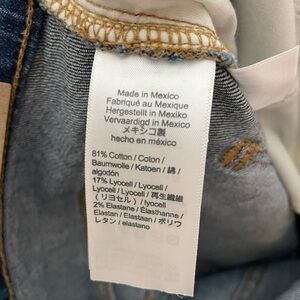 Made in Mexico
Fabriqué au Mexique
Hergestellt in Mexiko
Vervaardigd in Mexico
メキシコ製
hecho en méxico
81% Cotton / Coton /
Baumwolle / Katoen / 綿 /
algodón
17% Lyocell / Lyocell /
Lyocell / Lyocell / 再生繊維
(リヨセル) / lyocell
2% Elastane / Élasthanne /
Elastan / Elastaan / ポリウ
レタン / elastano